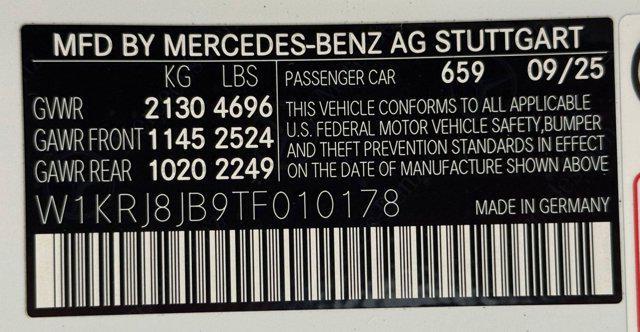 MFD BY MERCEDES-BENZ AG STUTTGART
KG LBS
GVWR 2130 4696
GAWR FRONT 1145 2524
GAWR REAR 1020 2249
PASSENGER CAR 659 09/25
THIS VEHICLE CONFORMS TO ALL APPLICABLE
U.S. FEDERAL MOTOR VEHICLE SAFETY,BUMPER
AND THEFT PREVENTION STANDARDS IN EFFECT
ON THE DATE OF MANUFACTURE SHOWN ABOVE
W1KRJ8JB9TF010178
MADE IN GERMANY